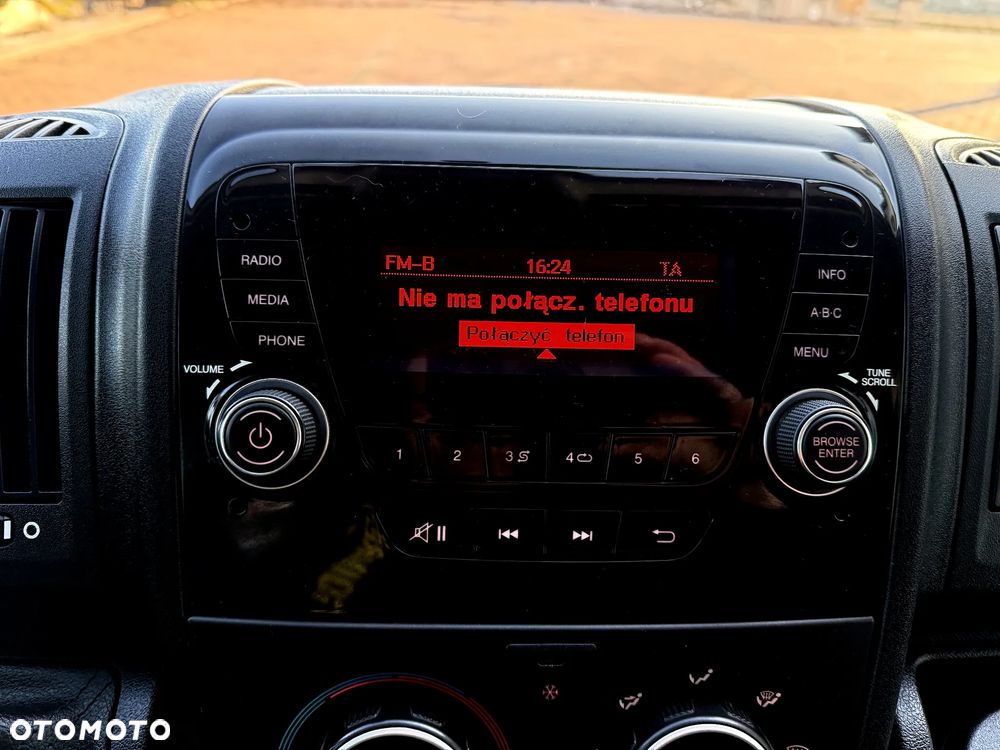 FM-B 16:24 TA
Nie ma połącz. telefonu
Połączyć telefon
RADIO
MEDIA
PHONE
VOLUME
INFO
A·B·C
MENU
TUNE
SCROLL
BROWSE
ENTER
1 2 3 4 5 6
OTOMOTO